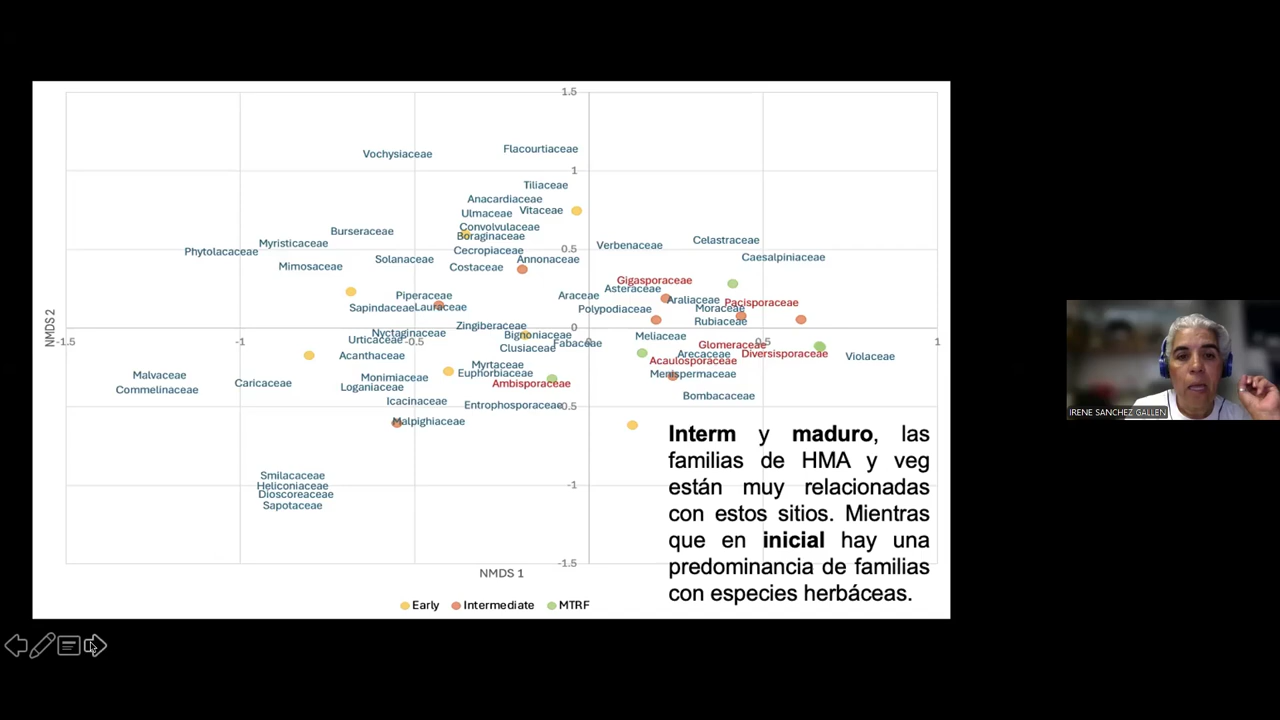 1.5
Vochysiaceae
Flacourtiaceae
1
Tiliaceae
Anacardiaceae
Ulmaceae
Vitaceae
Convolvulaceae
Burseraceae
Boraginaceae
Myristicaceae
Verbenaceae
Celastraceae
Phytolacaceae
Cecropiaceae
0.5
Solanaceae
Annonaceae
Caesalpiniaceae
Mimosaceae
Costaceae
Gigasporaceae
Asteraceae
Piperaceae
Araceae
Araliaceae
Pacisporaceae
Sapindaceae
Lauraceae
Polypodiaceae
Moraceae
Rubiaceae
Zingiberaceae
0
NMDS 2
Nyctaginaceae
Bignoniaceae
Meliaceae
Urticaceae
-1.5
-1
-0.5
Fabaceae
0.5
1
Clusiaceae
Glomeraceae
Acanthaceae
Arecaceae
Diversisporaceae
Violaceae
Myrtaceae
Acaulosporaceae
Malvaceae
Monimiaceae
Euphorbiaceae
Menispermaceae
Caricaceae
Loganiaceae
Ambisporaceae
Commelinaceae
Bombacaceae
Icacinaceae
Entrophosporaceae
-0.5
Malpighiaceae
Smilacaceae
Heliconiaceae
-1
Dioscoreaceae
Sapotaceae
-1.5
NMDS 1
Early
Intermediate
MTRF
Interm y maduro, las
familias de HMA y veg
están muy relacionadas
con estos sitios. Mientras
que en inicial hay una
predominancia de familias
con especies herbáceas.
IRENE SANCHEZ GALLEN